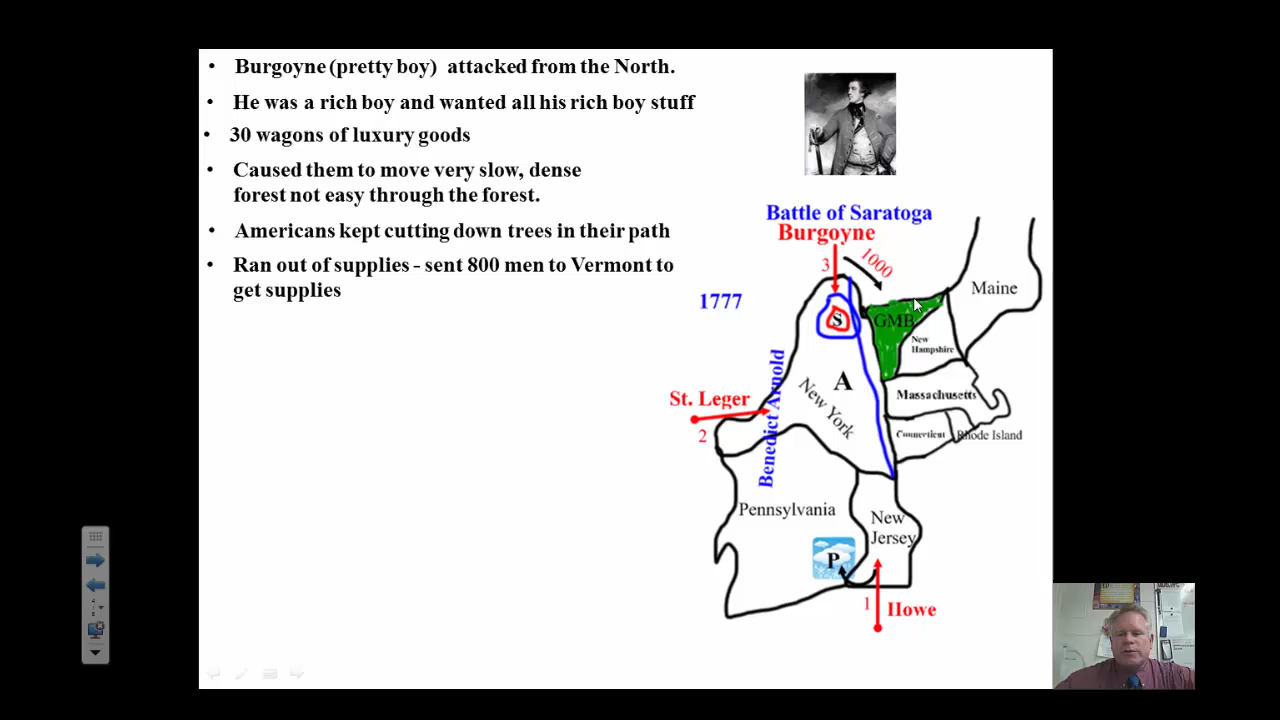 • Burgoyne (pretty boy) attacked from the North.
• He was a rich boy and wanted all his rich boy stuff
• 30 wagons of luxury goods
• Caused them to move very slow, dense
forest not easy through the forest.
• Americans kept cutting down trees in their path
• Ran out of supplies - sent 800 men to Vermont to
get supplies
Battle of Saratoga
Burgoyne
3
1000
1777
Maine
S
GMB
New
Hampshire
A
New York
Benedict Arnold
St. Leger
2
Massachusetts
Connecticut
Rhode Island
Pennsylvania
New
Jersey
P
1
Howe